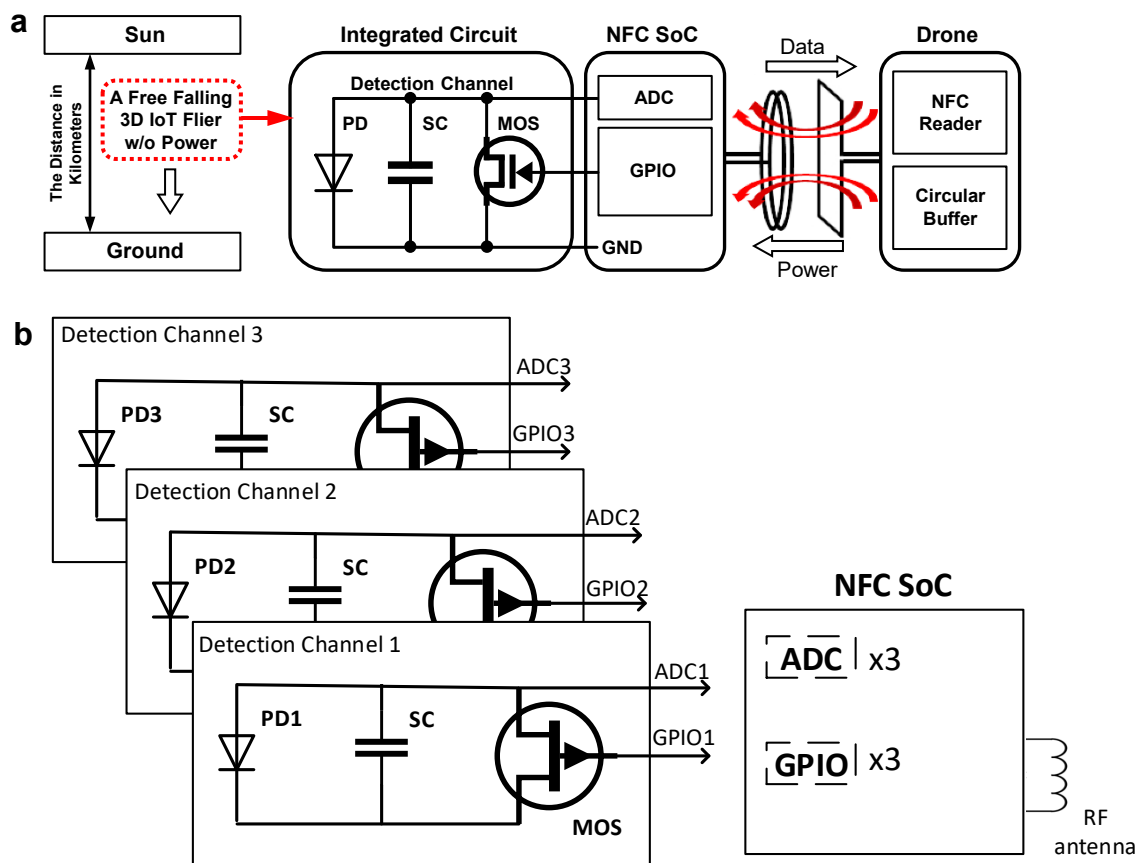 a
Sun
The Distance in
Kilometers
A Free Falling
3D IoT Flier
w/o Power
Ground
Integrated Circuit
Detection Channel
PD
SC
MOS
NFC SoC
ADC
GPIO
GND
Data
Power
Drone
NFC
Reader
Circular
Buffer
b
Detection Channel 3
ADC3
PD3
SC
GPIO3
Detection Channel 2
ADC2
PD2
SC
GPIO2
Detection Channel 1
ADC1
PD1
SC
GPIO1
MOS
NFC SoC
ADC x3
GPIO x3
RF
antenna